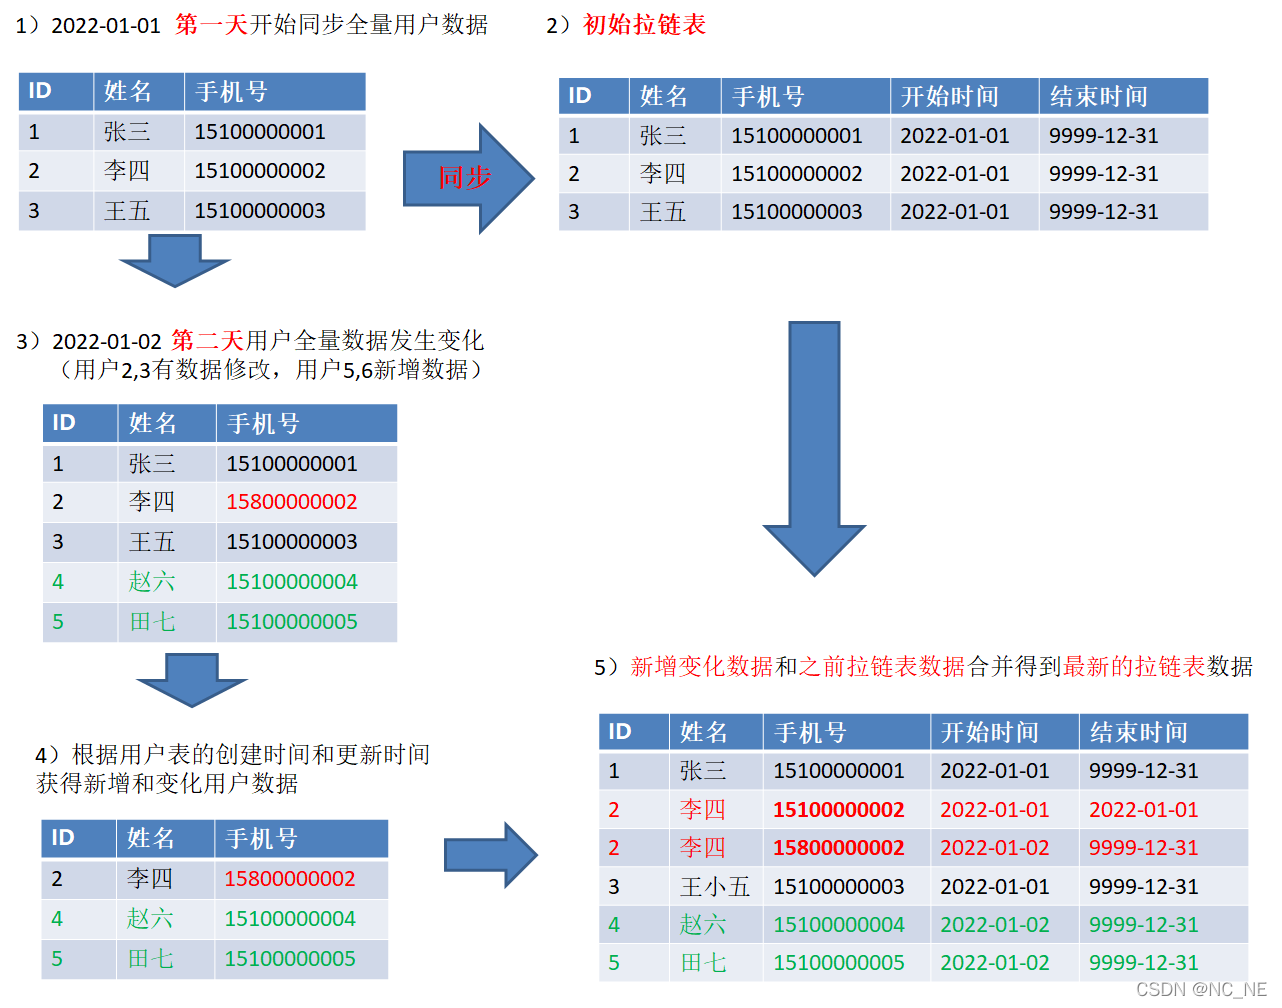 1）2022-01-01 第一天开始同步全量用户数据
ID 姓名 手机号
1 张三 15100000001
2 李四 15100000002
3 王五 15100000003
同步
2）初始拉链表
ID 姓名 手机号 开始时间 结束时间
1 张三 15100000001 2022-01-01 9999-12-31
2 李四 15100000002 2022-01-01 9999-12-31
3 王五 15100000003 2022-01-01 9999-12-31
3）2022-01-02 第二天用户全量数据发生变化
（用户2,3有数据修改，用户5,6新增数据）
ID 姓名 手机号
1 张三 15100000001
2 李四 15800000002
3 王五 15100000003
4 赵六 15100000004
5 田七 15100000005
4）根据用户表的创建时间和更新时间
获得新增和变化用户数据
ID 姓名 手机号
2 李四 15800000002
4 赵六 15100000004
5 田七 15100000005
5）新增变化数据和之前拉链表数据合并得到最新的拉链表数据
ID 姓名 手机号 开始时间 结束时间
1 张三 15100000001 2022-01-01 9999-12-31
2 李四 15100000002 2022-01-01 2022-01-01
2 李四 15800000002 2022-01-02 9999-12-31
3 王小五 15100000003 2022-01-01 9999-12-31
4 赵六 15100000004 2022-01-02 9999-12-31
5 田七 15100000005 2022-01-02 9999-12-31
CSDN @NC_NE